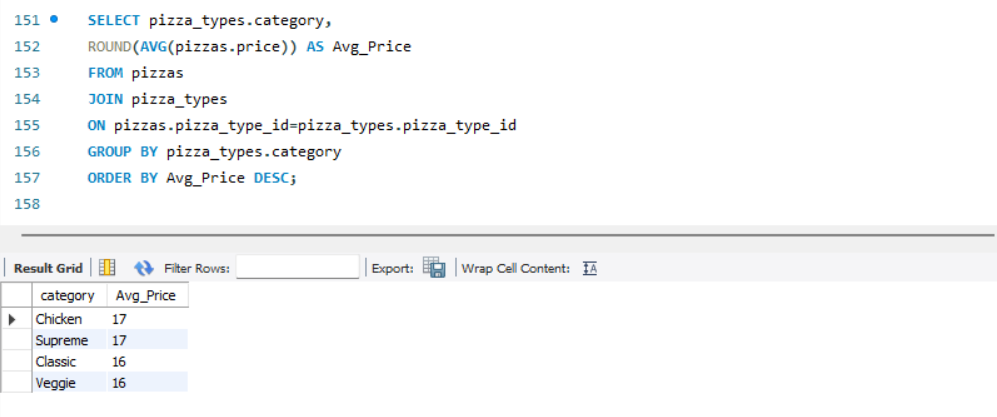 151 SELECT pizza_types.category,
152 ROUND(AVG(pizzas.price)) AS Avg_Price
153 FROM pizzas
154 JOIN pizza_types
155 ON pizzas.pizza_type_id=pizza_types.pizza_type_id
156 GROUP BY pizza_types.category
157 ORDER BY Avg_Price DESC;
158
Result Grid Filter Rows: Export: Wrap Cell Content: IA
category Avg_Price
Chicken 17
Supreme 17
Classic 16
Veggie 16